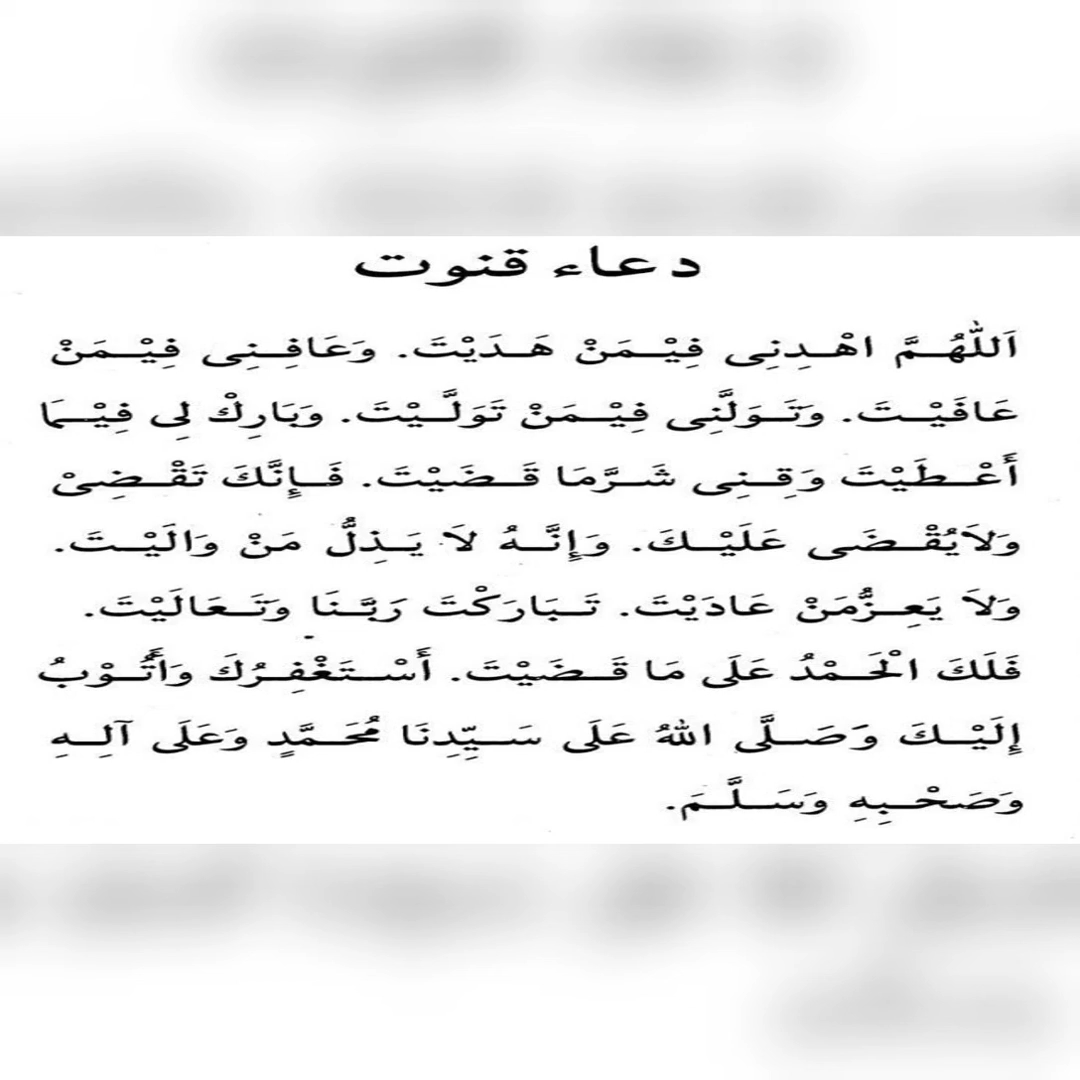 دعاء قنوت
اَللّٰهُمَّ اهْدِنِى فِيْمَنْ هَدَيْتَ. وَعَافِنِى فِيْمَنْ
عَافَيْتَ. وَتَوَلَّنِى فِيْمَنْ تَوَلَّيْتَ. وَبَارِكْ لِى فِيْمَا
أَعْطَيْتَ وَقِنِى شَرَّمَا قَضَيْتَ. فَإِنَّكَ تَقْضِىْ
وَلاَيُقْضَى عَلَيْكَ. وَإِنَّهُ لاَ يَذِلُّ مَنْ وَالَيْتَ.
وَلاَ يَعِزُّمَنْ عَادَيْتَ. تَبَارَكْتَ رَبَّنَا وَتَعَالَيْتَ.
فَلَكَ الْحَمْدُ عَلَى مَا قَضَيْتَ. أَسْتَغْفِرُكَ وَأَتُوْبُ
إِلَيْكَ وَصَلَّى اللهُ عَلَى سَيِّدِنَا مُحَمَّدٍ وَعَلَى آلِهِ
وَصَحْبِهِ وَسَلَّمَ.